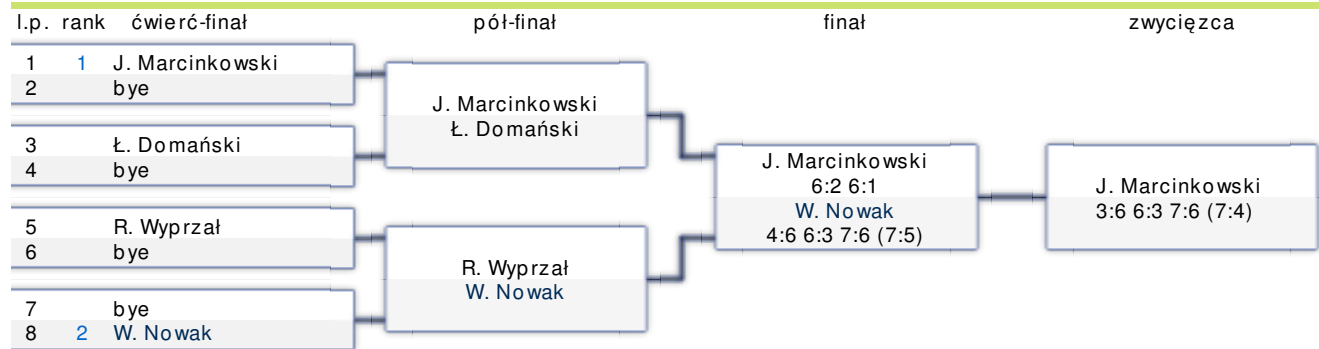 l.p. rank ćwierć-finał pół-finał finał zwycięzca
1 1 J. Marcinkowski
2 bye
3 Ł. Domański
4 bye
5 R. Wyprzał
6 bye
7 bye
8 2 W. Nowak
J. Marcinkowski
Ł. Domański
R. Wyprzał
W. Nowak
J. Marcinkowski
6:2 6:1
W. Nowak
4:6 6:3 7:6 (7:5)
J. Marcinkowski
3:6 6:3 7:6 (7:4)